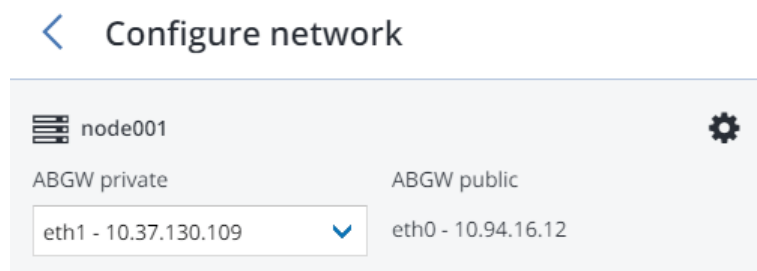 Configure network
node001
ABGW private
ABGW public
eth1 - 10.37.130.109
eth0 - 10.94.16.12